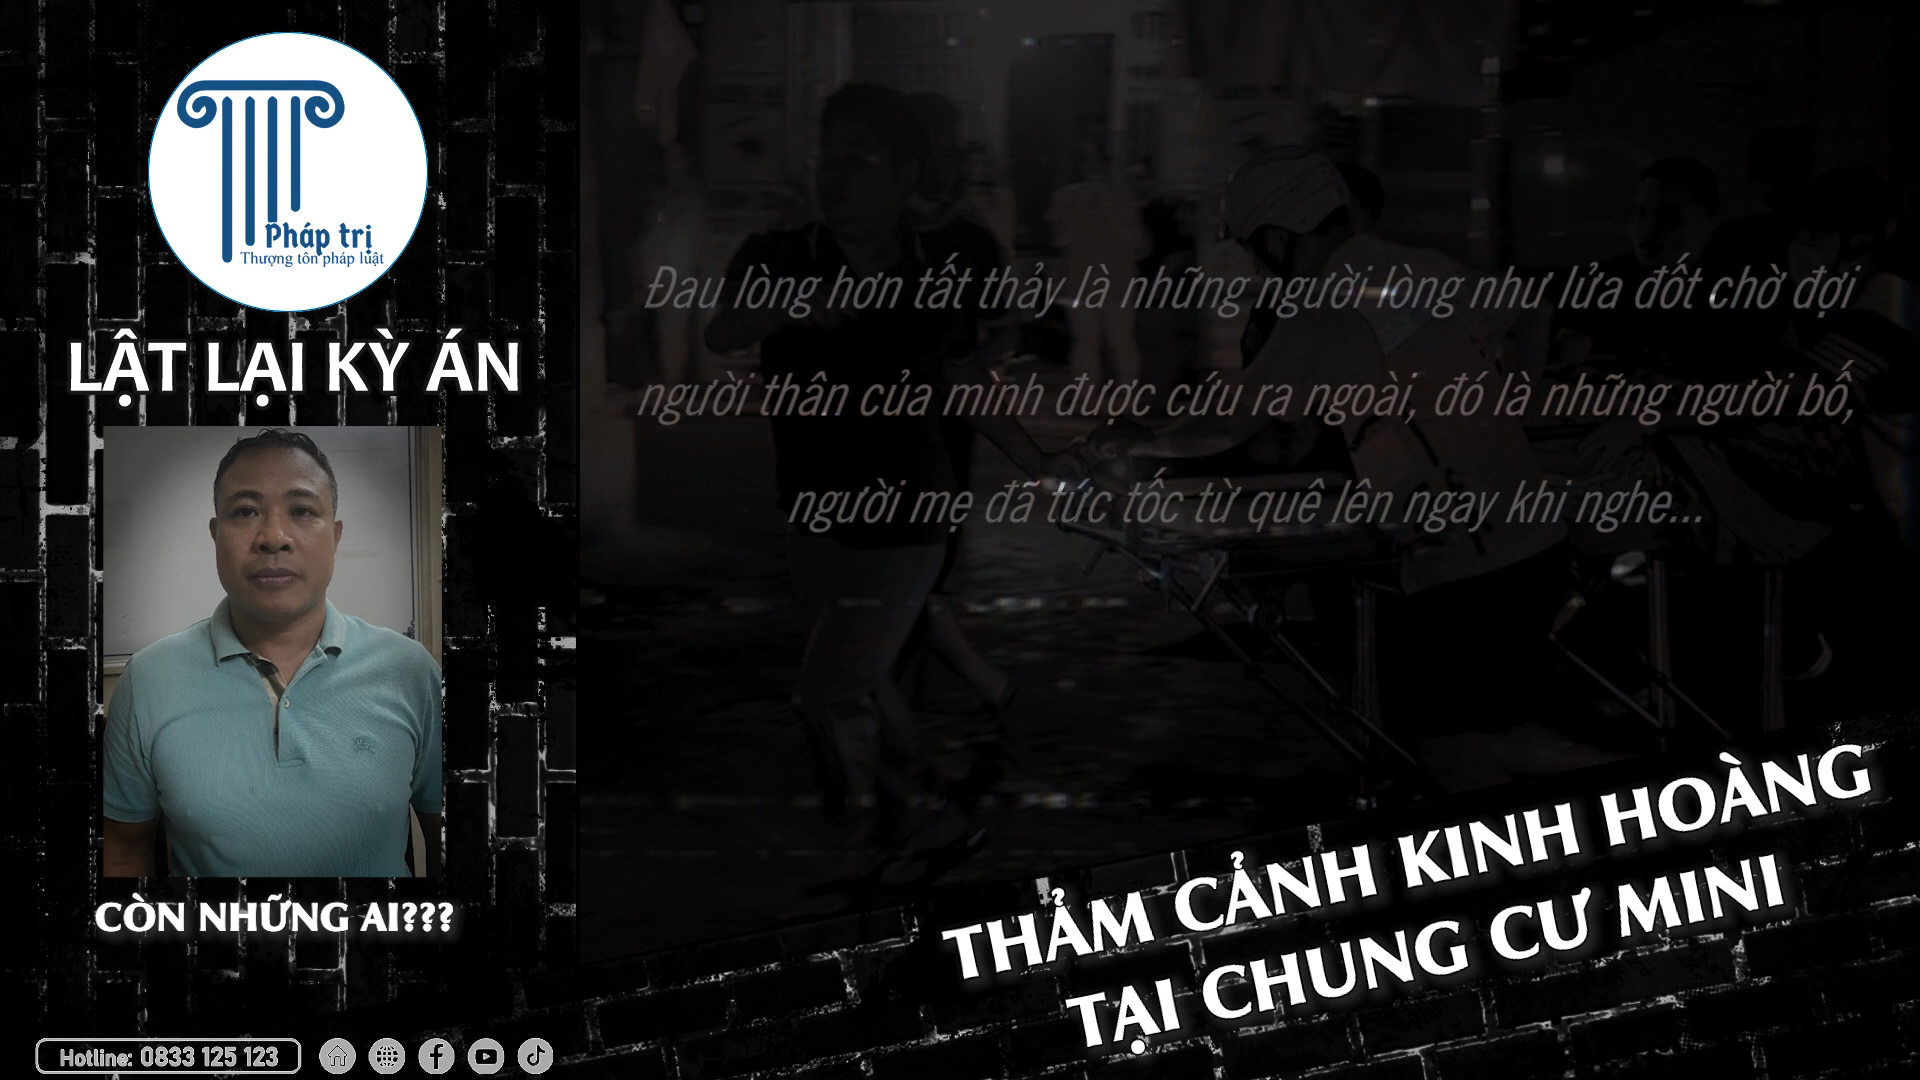 Pháp trị
Thượng tôn pháp luật
LẬT LẠI KỲ ÁN
CÒN NHỮNG AI???
Hotline: 0833 125 123
Đau lòng hơn tất thảy là những người lòng như lửa đốt chờ đợi
người thân của mình được cứu ra ngoài, đó là những người bố,
người mẹ đã tức tốc từ quê lên ngay khi nghe...
THẢM CẢNH KINH HOÀNG
TẠI CHUNG CƯ MINI